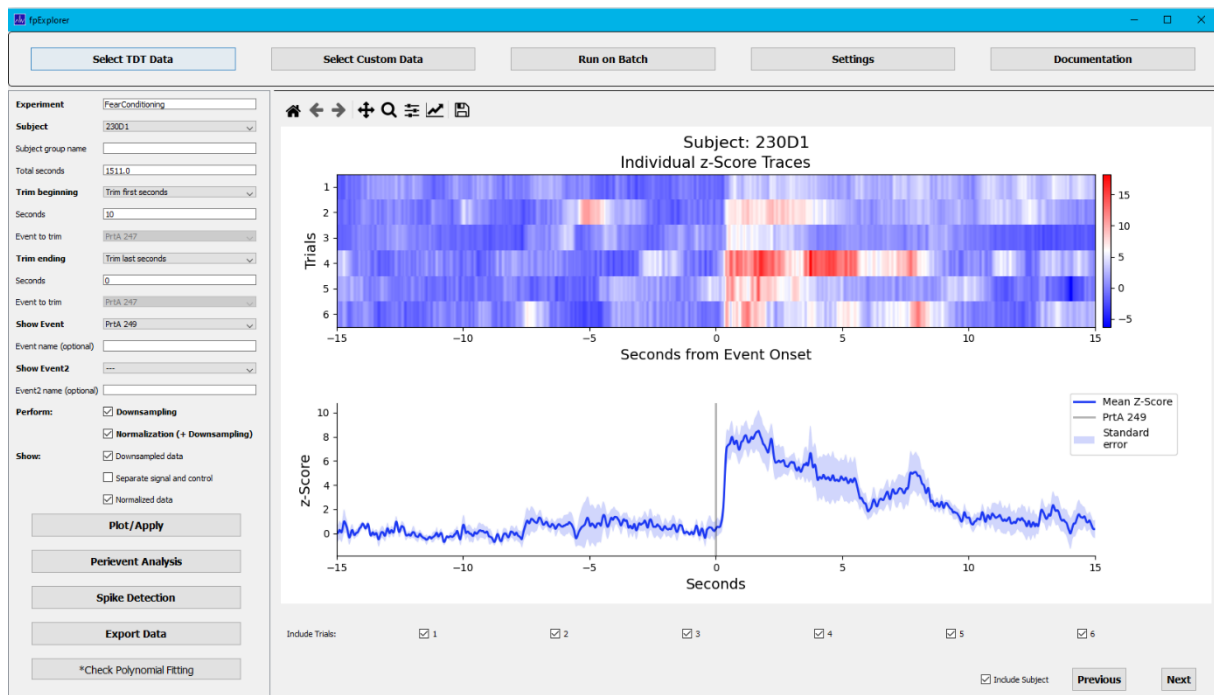 fpExplorer
Select TDT Data
Select Custom Data
Run on Batch
Settings
Documentation
Experiment FearConditioning
Subject 230D1
Subject group name
Total seconds 1511.0
Trim beginning Trim first seconds
Seconds 10
Event to trim PrtA 247
Trim ending Trim last seconds
Seconds 0
Event to trim PrtA 247
Show Event PrtA 249
Event name (optional)
Show Event2 ---
Event2 name (optional)
Perform: Downsampling
Normalization (+ Downsampling)
Show: Downsampled data
Separate signal and control
Normalized data
Plot/Apply
Perievent Analysis
Spike Detection
Export Data
*Check Polynomial Fitting
Subject: 230D1
Individual z-Score Traces
Trials
1
2
3
4
5
6
−15 −10 −5 0 5 10 15
Seconds from Event Onset
15
10
5
0
−5
z-Score
10
8
6
4
2
0
−15 −10 −5 0 5 10 15
Seconds
Mean Z-Score
PrtA 249
Standard
error
Include Trials: 1 2 3 4 5 6
Include Subject
Previous
Next